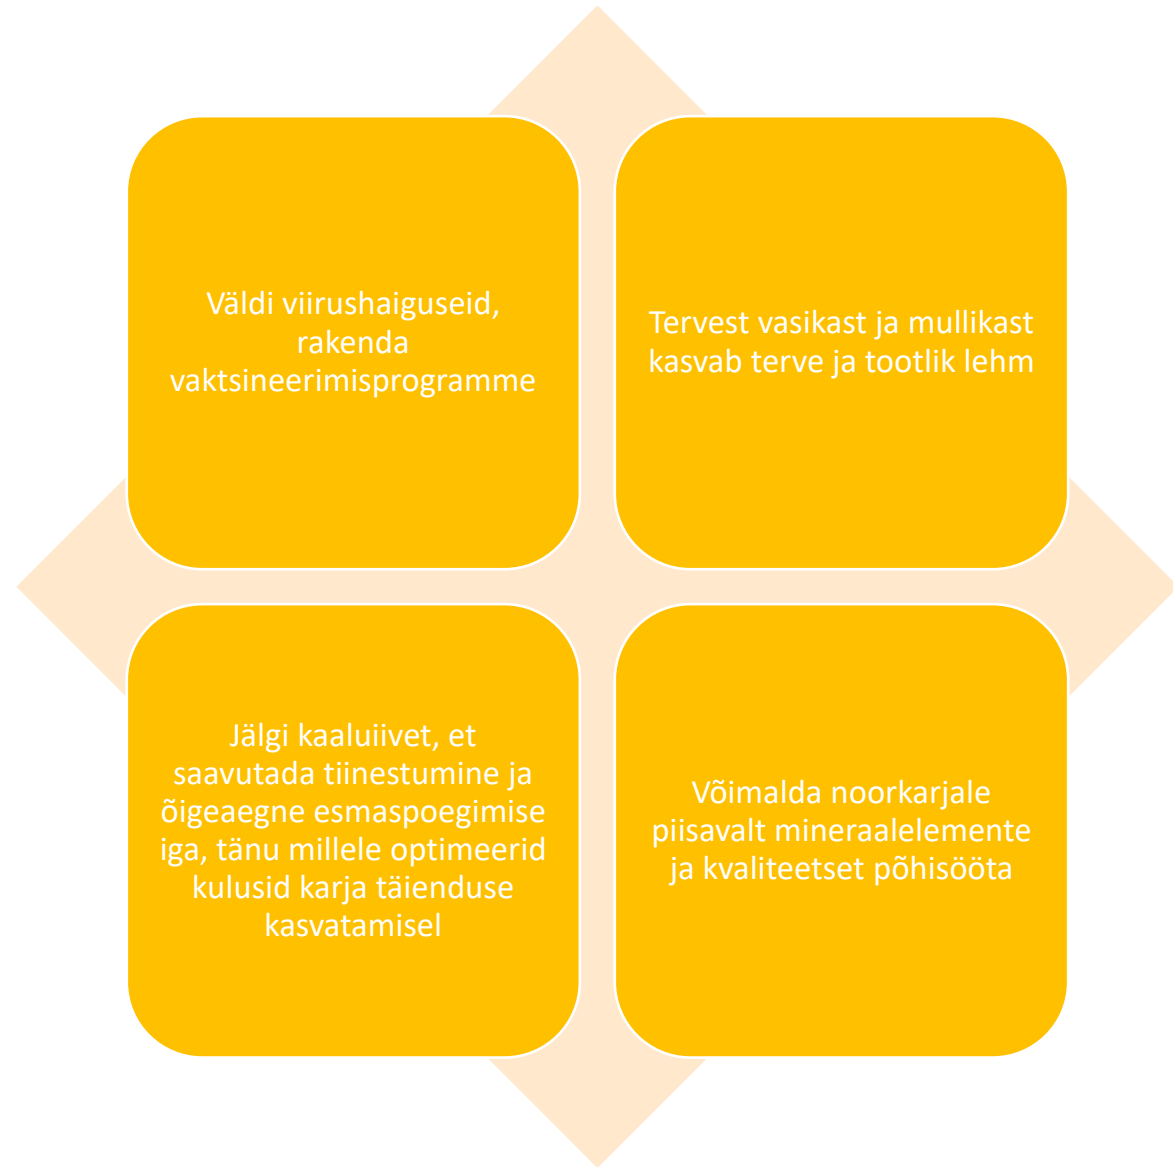 Väldi viirushaiguseid,
rakenda
vaktsineerimisprogramme
Tervest vasikast ja mullikast
kasvab terve ja tootlik lehm
Jälgi kaaluiivet, et
saavutada tiinestumine ja
õigeaegne esmaspoegimise
iga, tänu millele optimeerid
kulusid karja täienduse
kasvatamisel
Võimalda noorkarjale
piisavalt mineraalelemente
ja kvaliteetset põhisööta